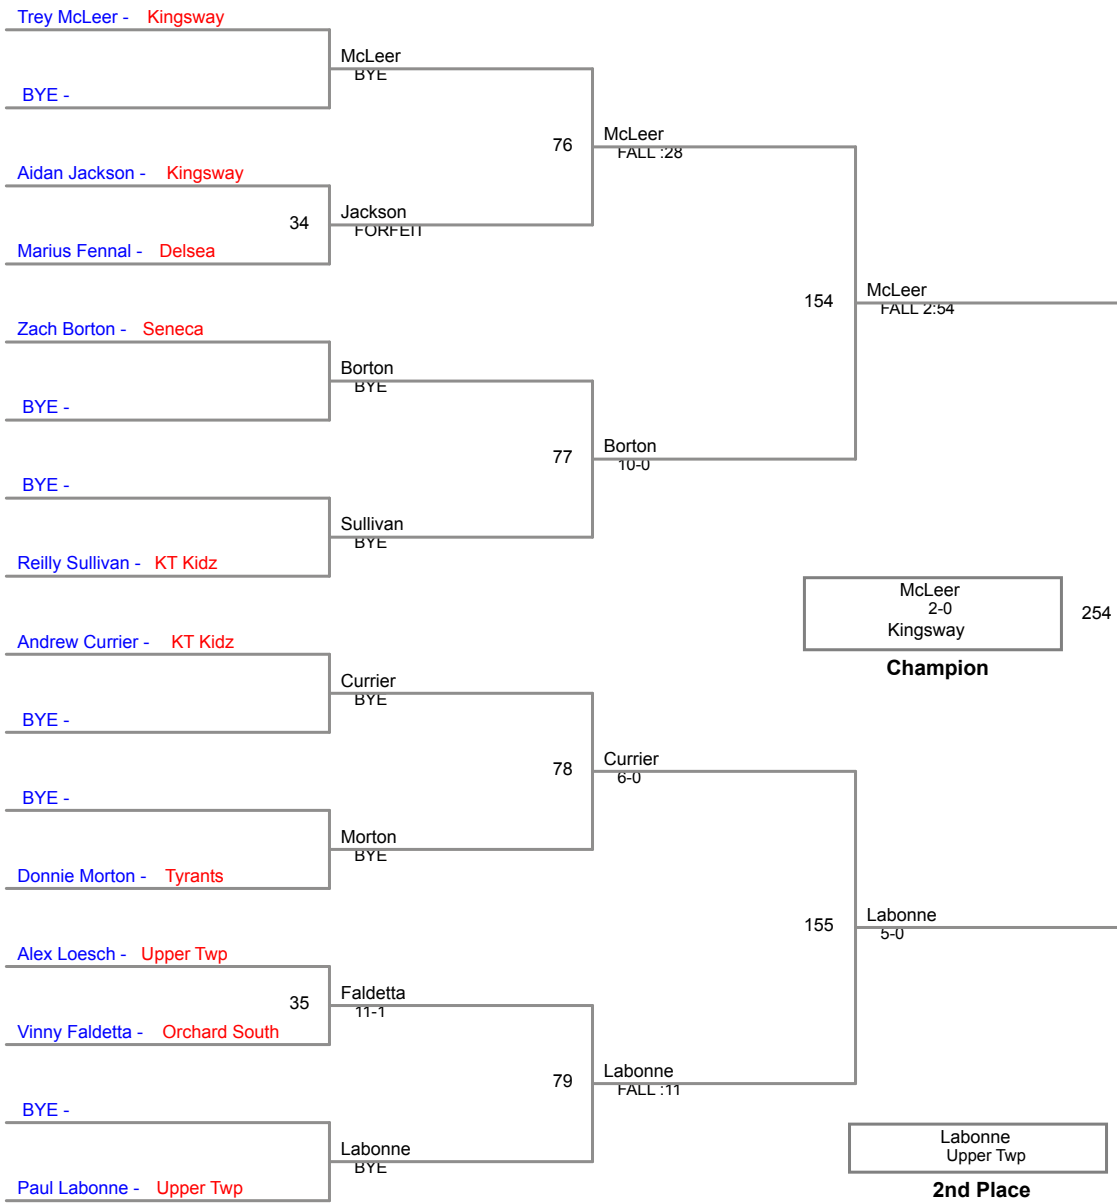 Trey McLeer - Kingsway
McLeer
BYE
BYE -
76
McLeer
FALL :28
Aidan Jackson - Kingsway
34
Jackson
FORFEIT
Marius Fennal - Delsea
154
McLeer
FALL 2:54
Zach Borton - Seneca
Borton
BYE
BYE -
77
Borton
10-0
BYE -
Sullivan
BYE
Reilly Sullivan - KT Kidz
McLeer
2-0
Kingsway
254
Champion
Andrew Currier - KT Kidz
Currier
BYE
BYE -
78
Currier
6-0
BYE -
Morton
BYE
Donnie Morton - Tyrants
155
Labonne
5-0
Alex Loesch - Upper Twp
35
Faldetta
11-1
Vinny Faldetta - Orchard South
79
Labonne
FALL :11
BYE -
Labonne
BYE
Paul Labonne - Upper Twp
Labonne
Upper Twp
2nd Place